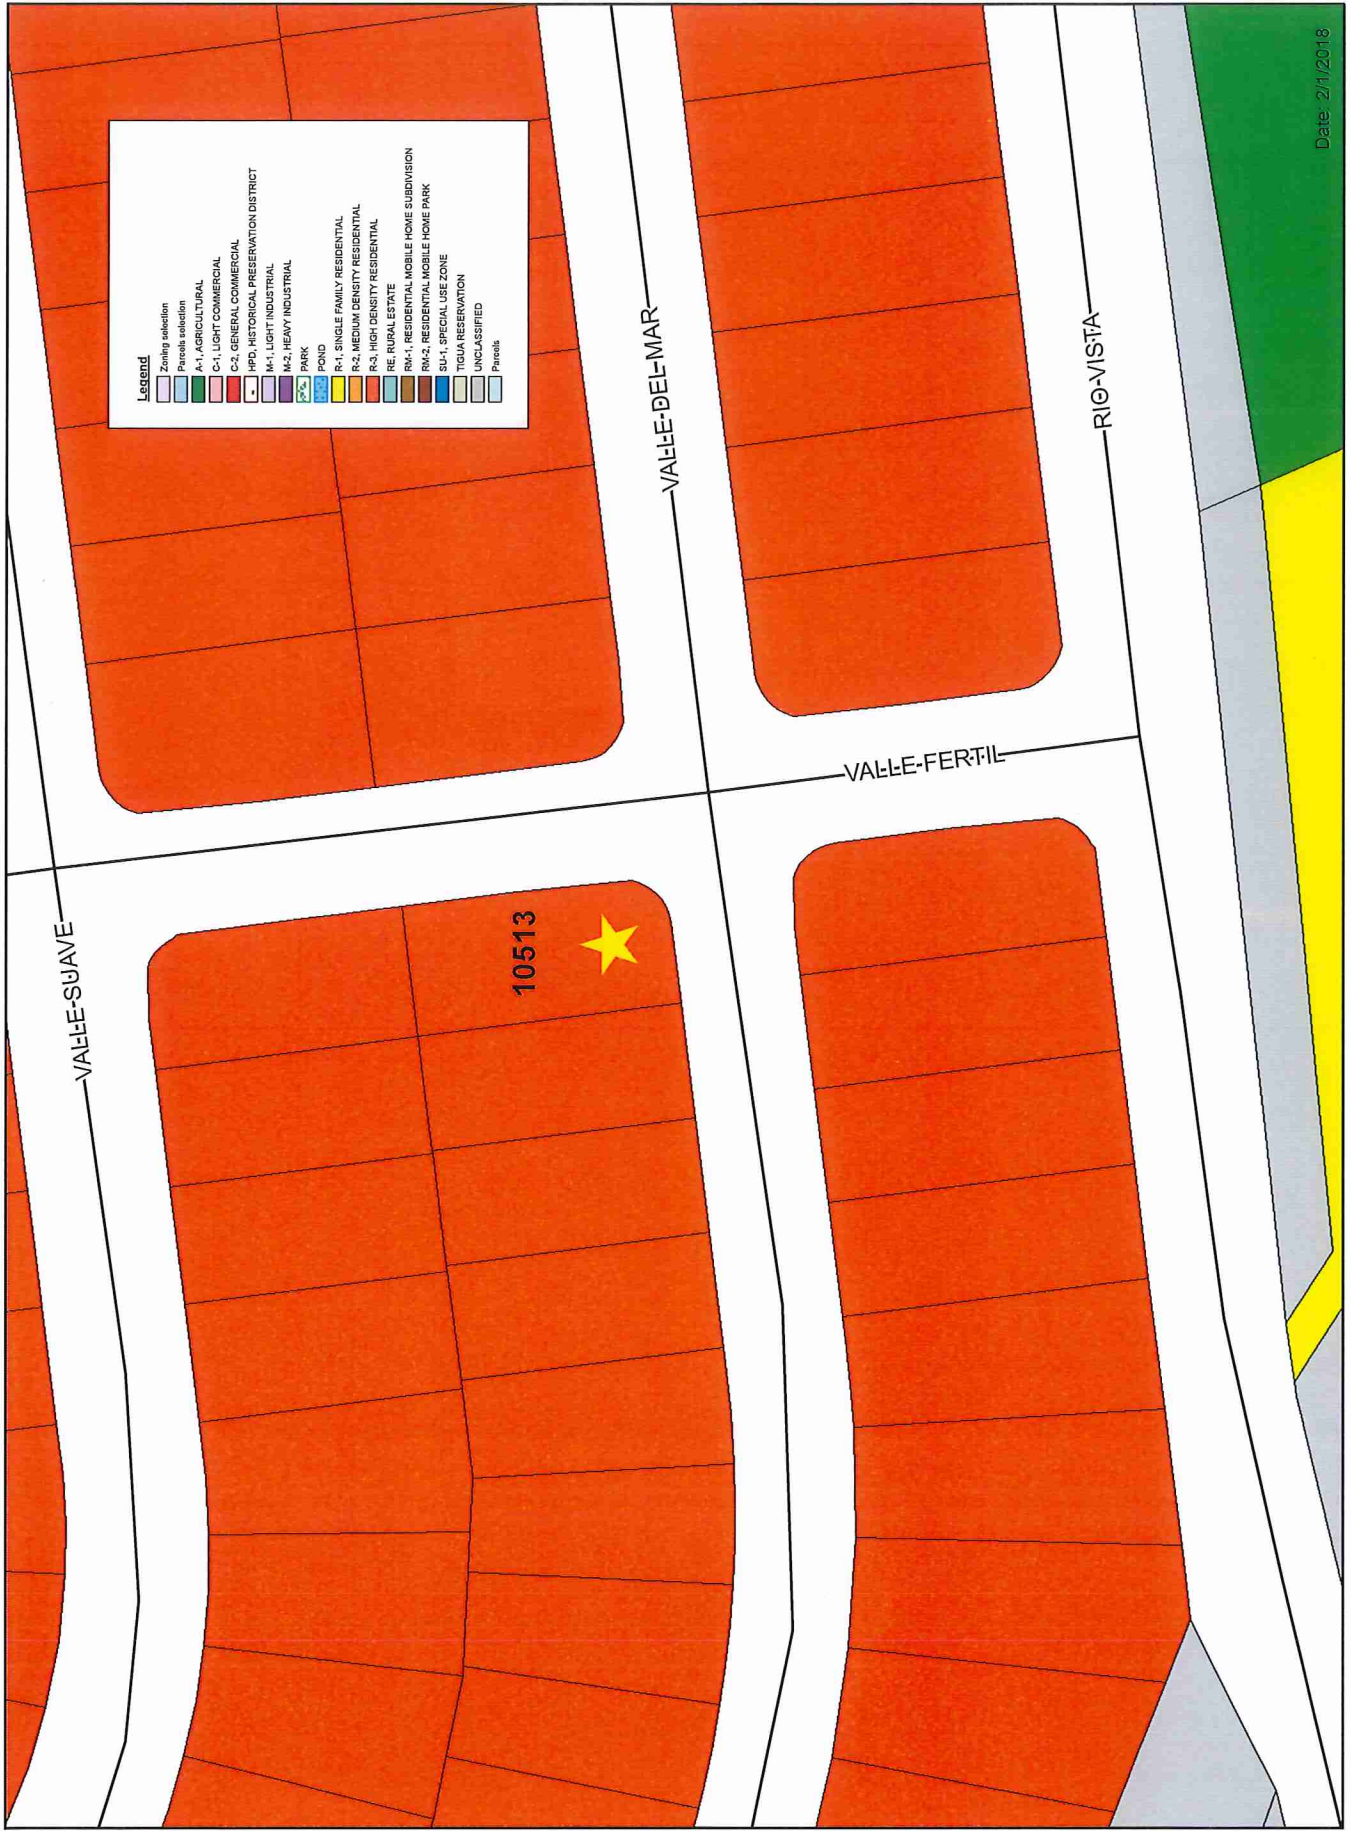 Legend
Zoning selection
Parcels selection
A-1, AGRICULTURAL
C-1, LIGHT COMMERCIAL
C-2, GENERAL COMMERCIAL
HPD, HISTORICAL PRESERVATION DISTRICT
M-1, LIGHT INDUSTRIAL
M-2, HEAVY INDUSTRIAL
PARK
POND
R-1, SINGLE FAMILY RESIDENTIAL
R-2, MEDIUM DENSITY RESIDENTIAL
R-3, HIGH DENSITY RESIDENTIAL
RE, RURAL ESTATE
RM-1, RESIDENTIAL MOBILE HOME SUBDIVISION
RM-2, RESIDENTIAL MOBILE HOME PARK
SU-1, SPECIAL USE ZONE
TIGUA RESERVATION
UNCLASSIFIED
Parcels
VALLE SUAVE
VALLE DEL MAR
10513
VALLE FERTIL
RIO VISTA
Date: 2/1/2018